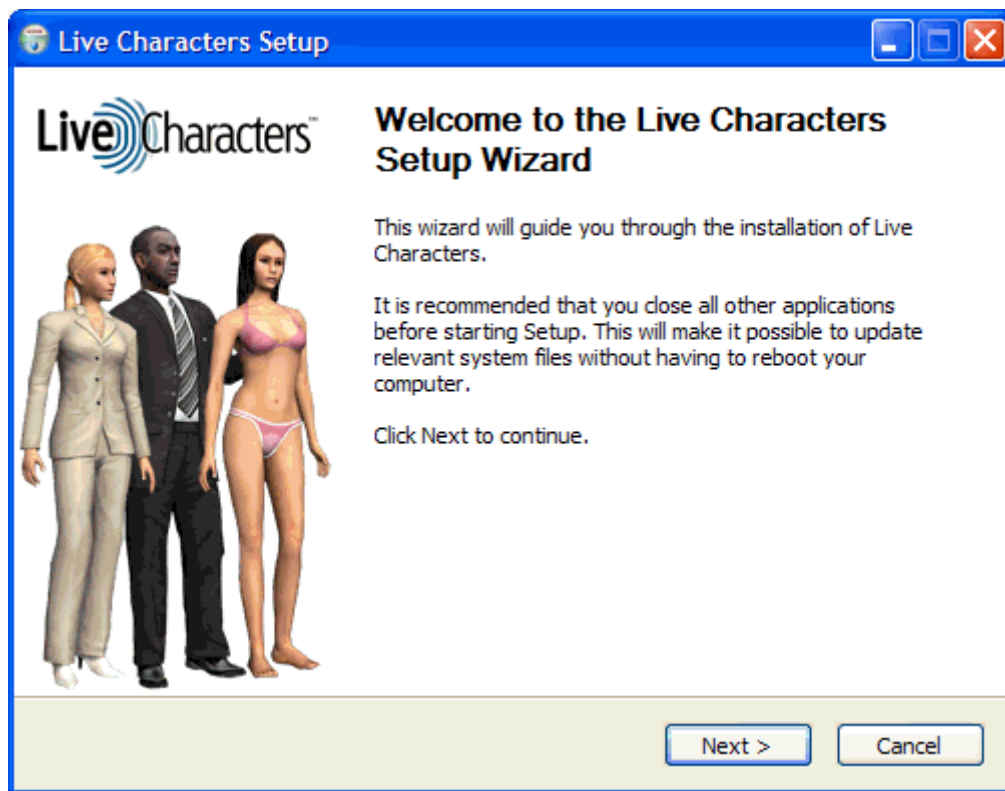 Live Characters Setup
Live Characters™
Welcome to the Live Characters
Setup Wizard
This wizard will guide you through the installation of Live
Characters.
It is recommended that you close all other applications
before starting Setup. This will make it possible to update
relevant system files without having to reboot your
computer.
Click Next to continue.
Next >
Cancel